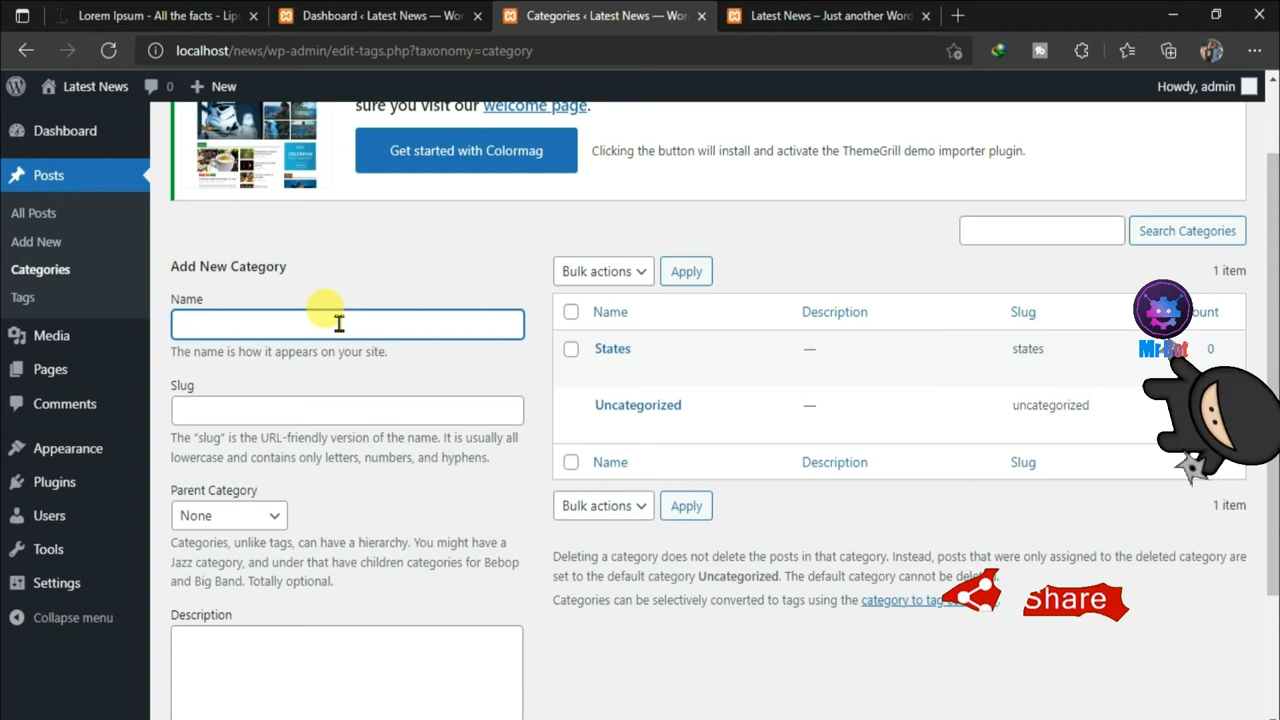 Lorem Ipsum - All the facts - Lips
Dashboard ‹ Latest News — Wor
Categories ‹ Latest News — Wor
Latest News – Just another Word
localhost/news/wp-admin/edit-tags.php?taxonomy=category
Latest News
0
New
Howdy, admin
Dashboard
Posts
All Posts
Add New
Categories
Tags
Media
Pages
Comments
Appearance
Plugins
Users
Tools
Settings
Collapse menu
sure you visit our welcome page.
Get started with Colormag
Clicking the button will install and activate the ThemeGrill demo importer plugin.
Search Categories
Add New Category
Name
The name is how it appears on your site.
Slug
The “slug” is the URL-friendly version of the name. It is usually all
lowercase and contains only letters, numbers, and hyphens.
Parent Category
None
Categories, unlike tags, can have a hierarchy. You might have a
Jazz category, and under that have children categories for Bebop
and Big Band. Totally optional.
Description
Bulk actions
Apply
1 item
Name Description Slug ount
States — states 0
Uncategorized — uncategorized
Name Description Slug
Bulk actions
Apply
1 item
Deleting a category does not delete the posts in that category. Instead, posts that were only assigned to the deleted category are
set to the default category Uncategorized. The default category cannot be dele
Categories can be selectively converted to tags using the category to tag
Mr Bot
Share